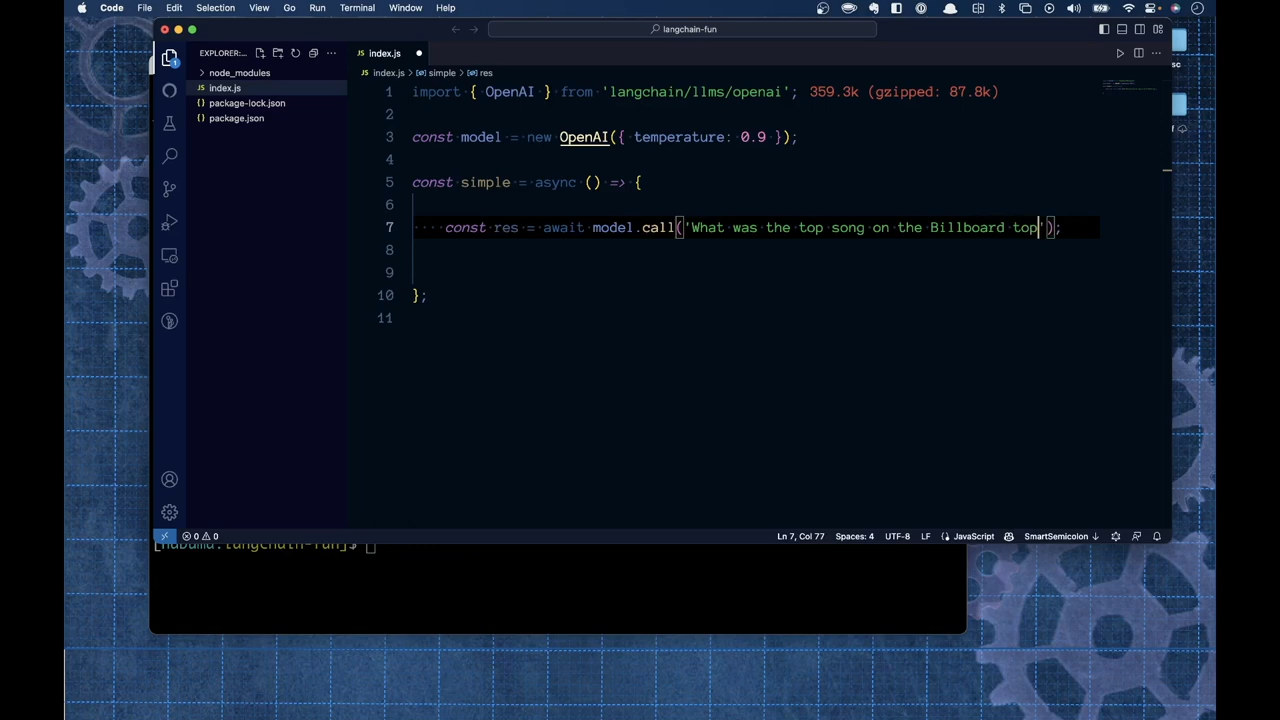 Code File Edit Selection View Go Run Terminal Window Help
langchain-fun
EXPLORER:...
index.js
node_modules
index.js
package-lock.json
package.json
index.js > simple > res
1 import { OpenAI } from 'langchain/llms/openai'; 359.3k (gzipped: 87.8k)
2
3 const model = new OpenAI({ temperature: 0.9 });
4
5 const simple = async () => {
6
7 const res = await model.call('What was the top song on the Billboard top');
8
9
10 };
11
0 0 Ln 7, Col 77 Spaces: 4 UTF-8 LF JavaScript SmartSemicolon ↓